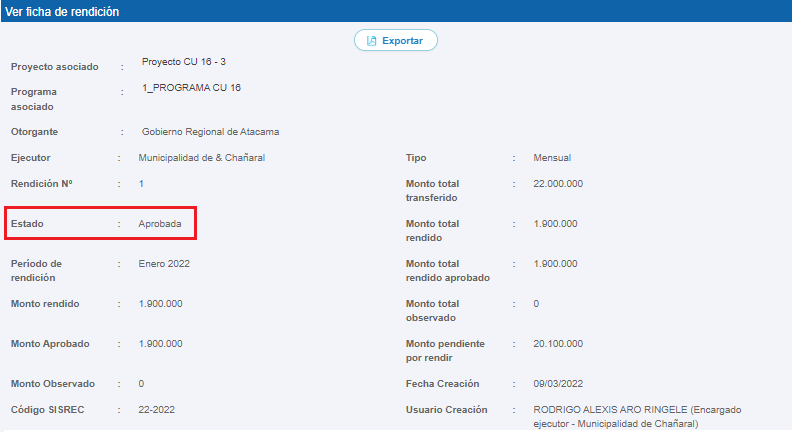 Ver ficha de rendición
Exportar
Proyecto asociado : Proyecto CU 16 - 3
Programa : 1_PROGRAMA CU 16
asociado
Otorgante : Gobierno Regional de Atacama
Ejecutor : Municipalidad de & Chañaral
Tipo : Mensual
Rendición Nº : 1
Monto total : 22.000.000
transferido
Estado : Aprobada
Monto total : 1.900.000
rendido
Período de : Enero 2022
rendición
Monto total : 1.900.000
rendido aprobado
Monto rendido : 1.900.000
Monto total : 0
observado
Monto Aprobado : 1.900.000
Monto pendiente : 20.100.000
por rendir
Monto Observado : 0
Fecha Creación : 09/03/2022
Código SISREC : 22-2022
Usuario Creación : RODRIGO ALEXIS ARO RINGELE (Encargado
ejecutor - Municipalidad de Chañaral)